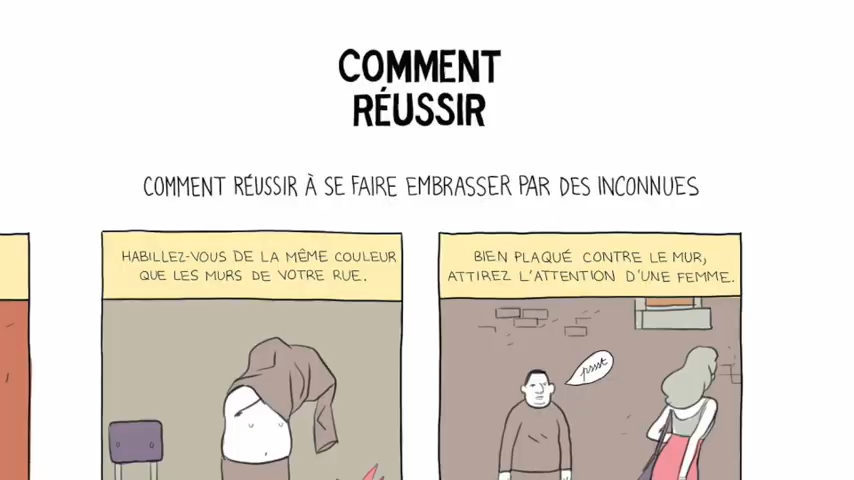 COMMENT
RÉUSSIR
COMMENT RÉUSSIR À SE FAIRE EMBRASSER PAR DES INCONNUES
HABILLEZ-VOUS DE LA MÊME COULEUR
QUE LES MURS DE VOTRE RUE.
BIEN PLAQUÉ CONTRE LE MUR,
ATTIREZ L'ATTENTION D'UNE FEMME.
psst